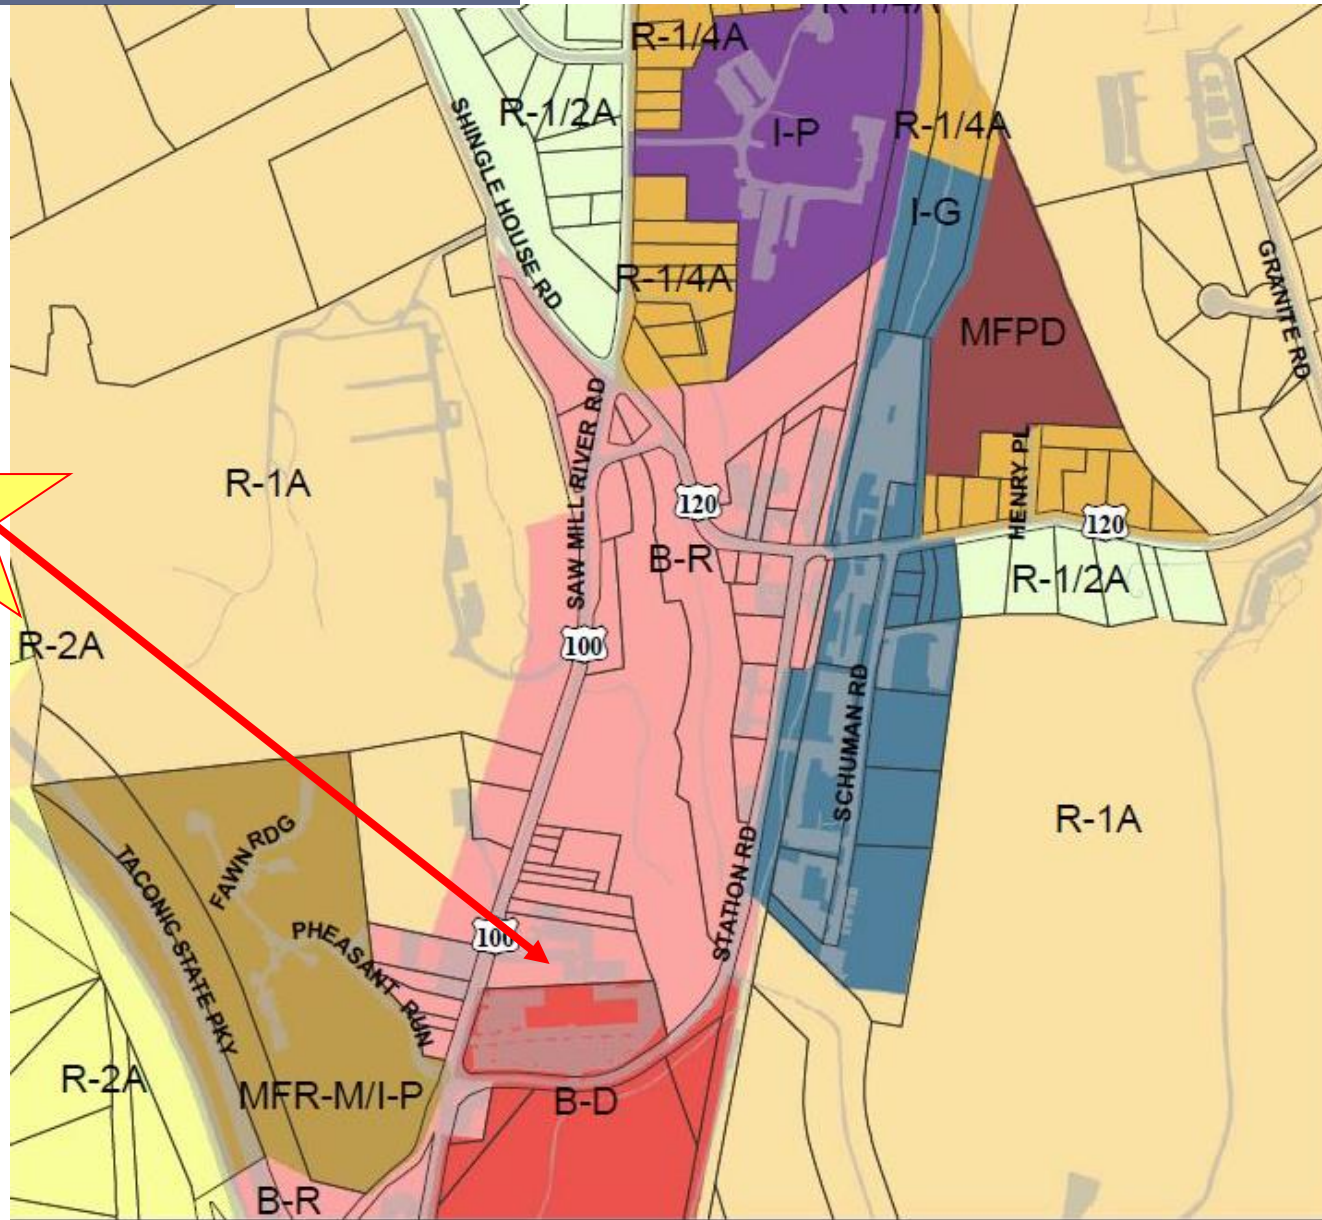 R-1/4A
R-1/4A
R-1/2A
I-P
R-1/4A
SHINGLE HOUSE RD
I-G
R-1/4A
GRANITE RD
MFPD
SAW MILL RIVER RD
R-1A
120
HENRY PL
120
B-R
R-1/2A
100
R-2A
SCHUMAN RD
R-1A
FAWN RDG
TACONIC STATE PKY
STATION RD
PHEASANT RUN
100
R-2A
MFR-M/I-P
B-D
B-R